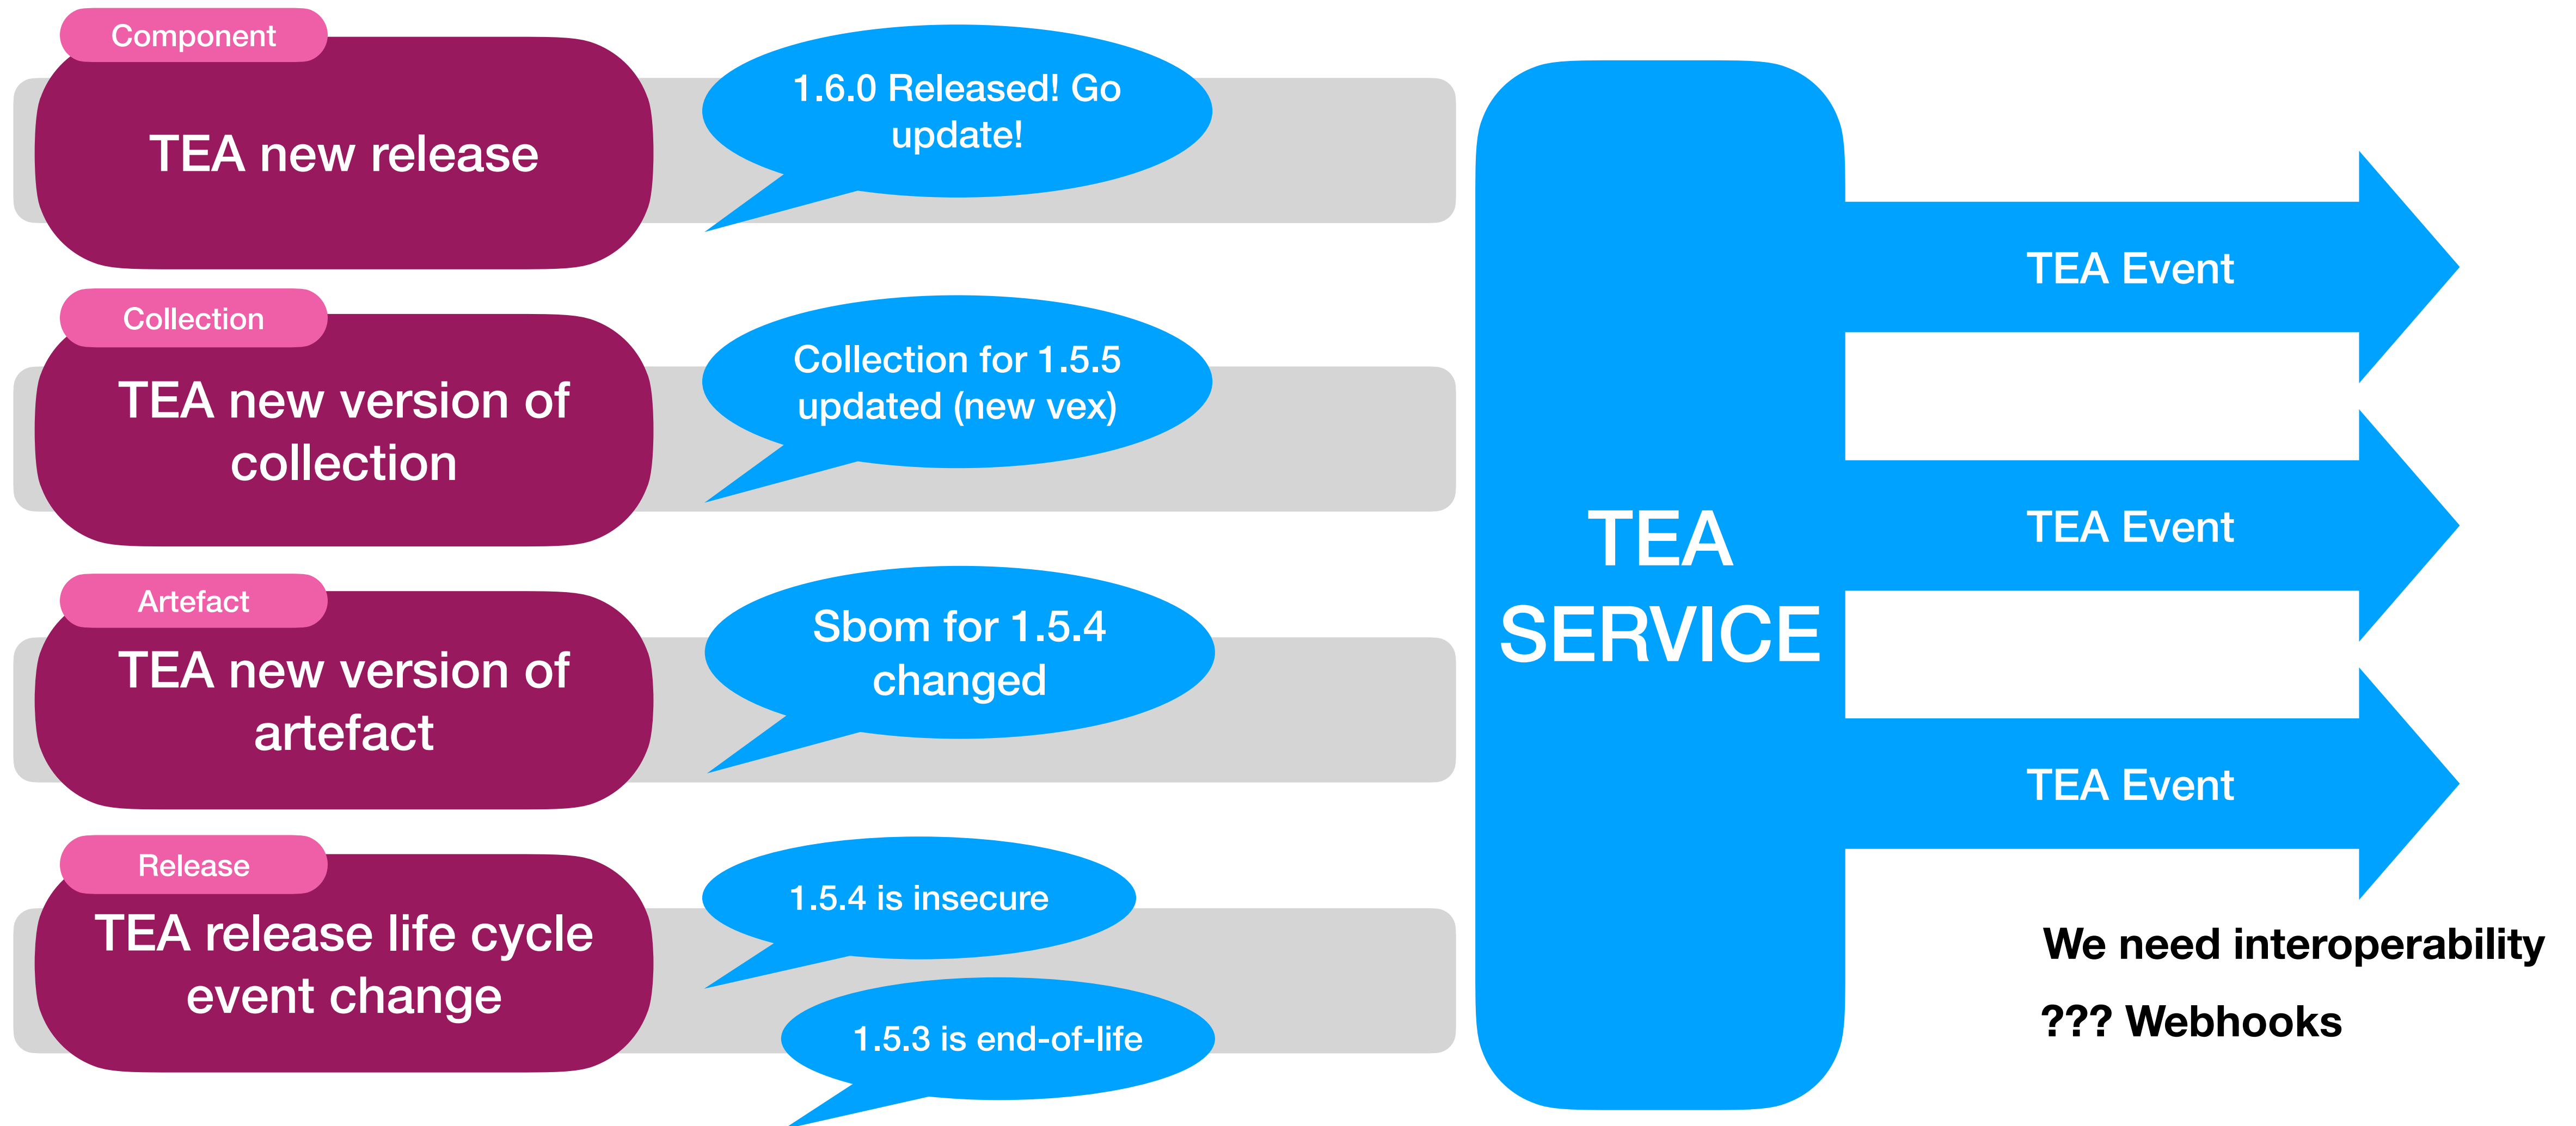 Component
TEA new release
1.6.0 Released! Go
update!
Collection
TEA new version of
collection
Collection for 1.5.5
updated (new vex)
Artefact
TEA new version of
artefact
Sbom for 1.5.4
changed
Release
TEA release life cycle
event change
1.5.4 is insecure
1.5.3 is end-of-life
TEA
SERVICE
TEA Event
TEA Event
TEA Event
We need interoperability
??? Webhooks